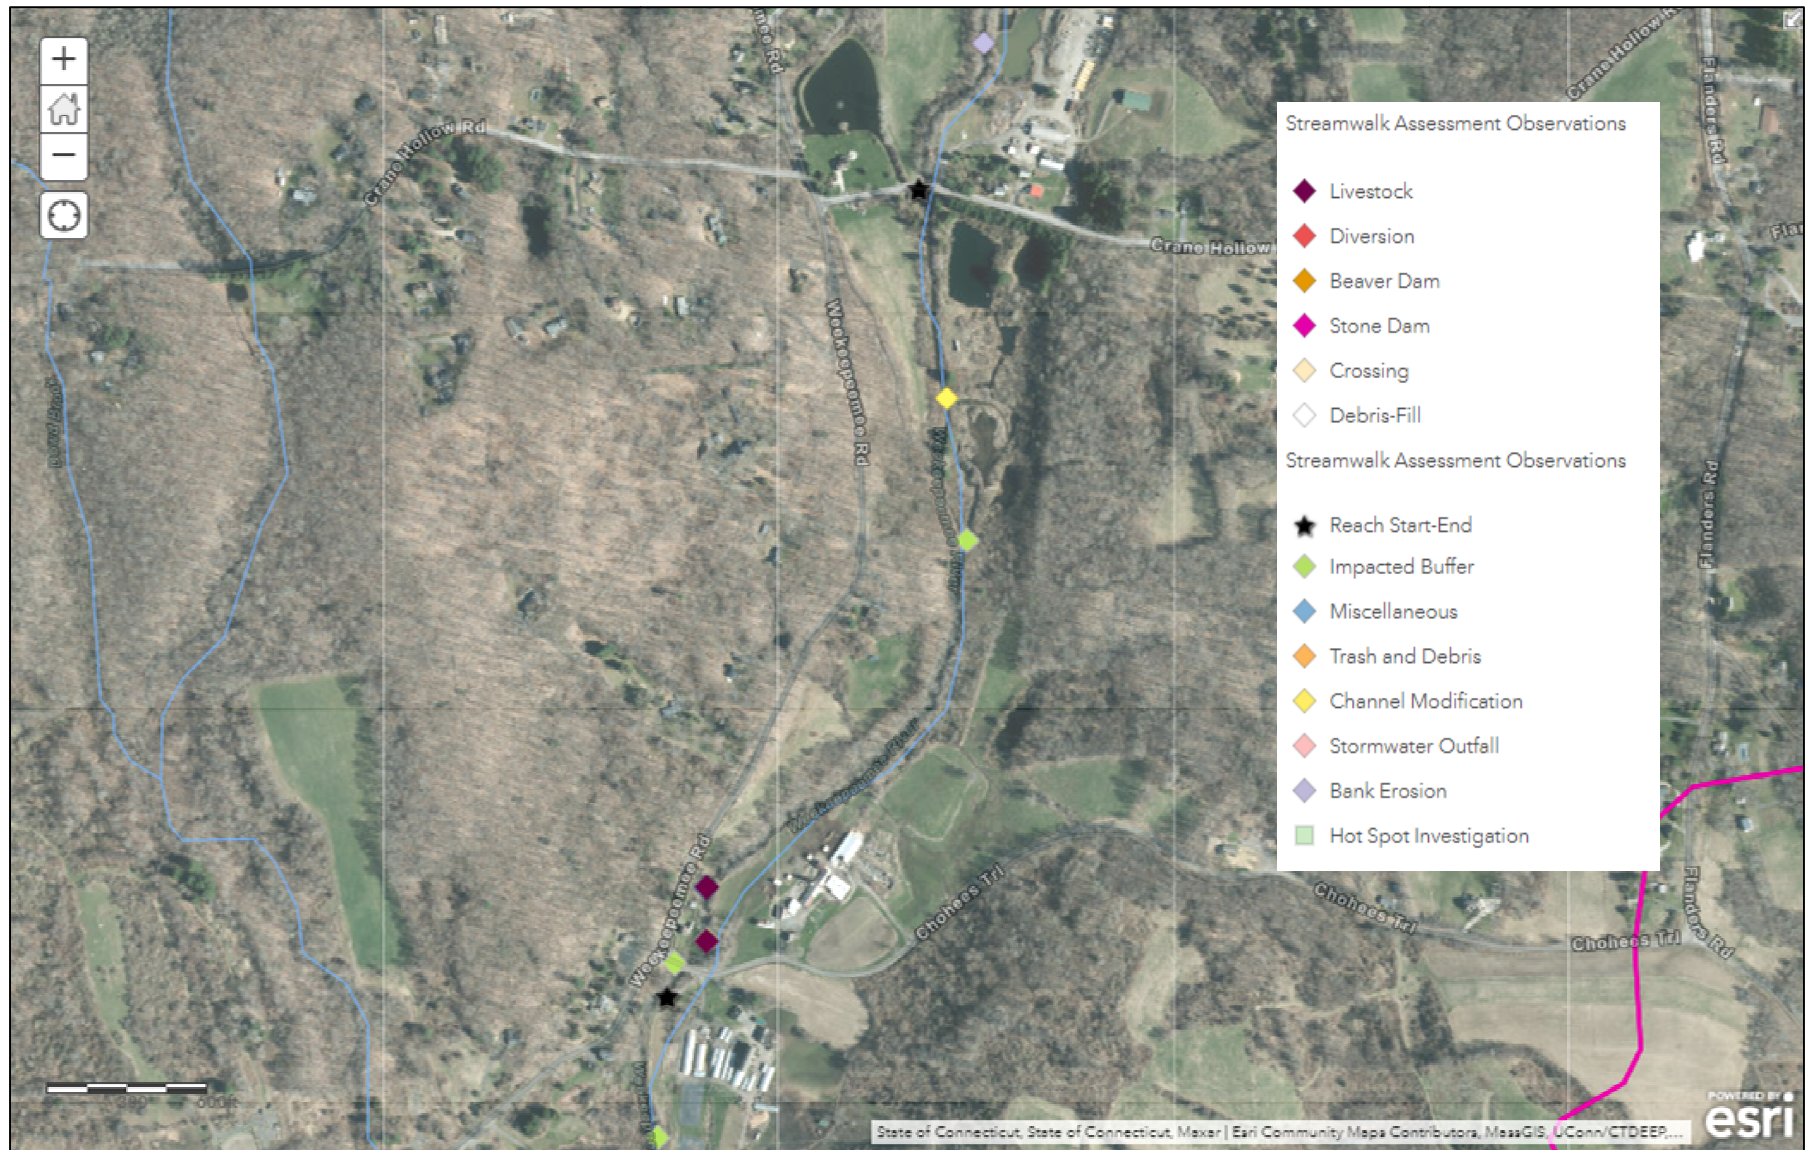 +
−
Crane Hollow Rd
Crane Hollow Rd
Flanders Rd
Crane Hollow
Weekeepeemee Rd
Streamwalk Assessment Observations
Livestock
Diversion
Beaver Dam
Stone Dam
Crossing
Debris-Fill
Streamwalk Assessment Observations
Reach Start-End
Impacted Buffer
Miscellaneous
Trash and Debris
Channel Modification
Stormwater Outfall
Bank Erosion
Hot Spot Investigation
Flanders Rd
Weekeepeemee Rd
Chohees Trl
Chohees Trl
Chohees Trl
Flanders Rd
600ft
State of Connecticut, State of Connecticut, Maxar | Esri Community Maps Contributors, MassGIS, UConn/CTDEEP,...
POWERED BY
esri